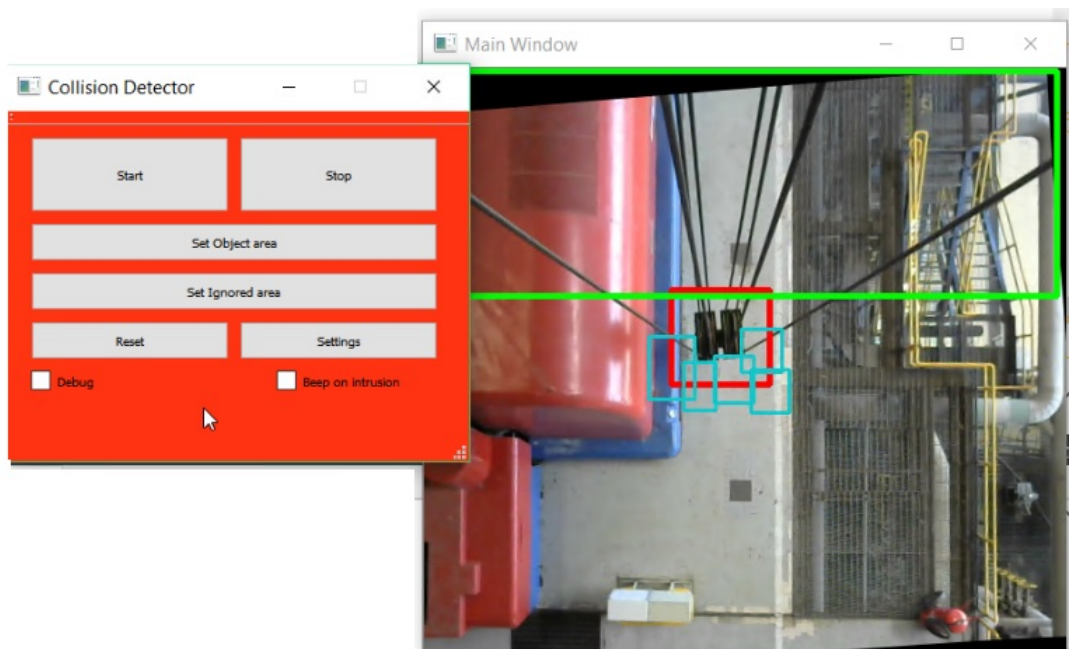 Main Window
Collision Detector
Start
Stop
Set Object area
Set Ignored area
Reset
Settings
Debug
Beep on intrusion